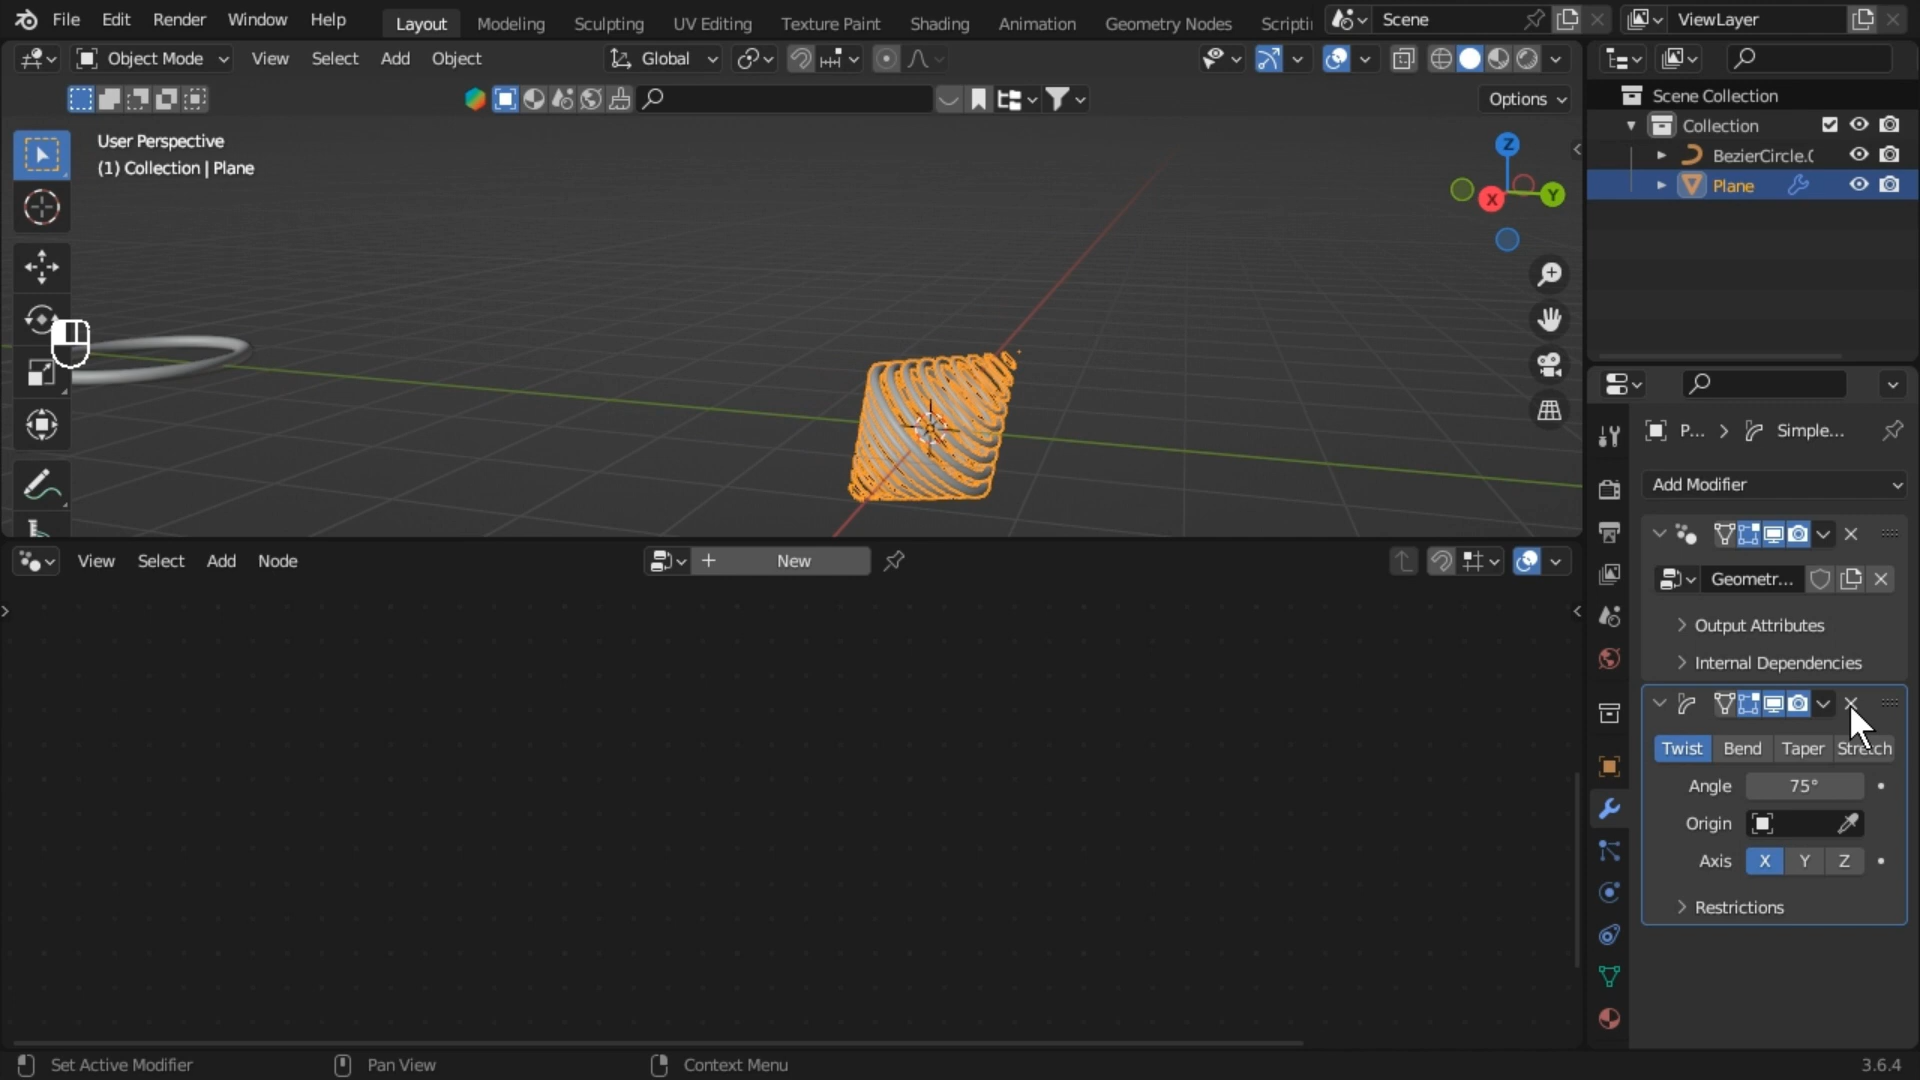 File Edit Render Window Help Layout Modeling Sculpting UV Editing Texture Paint Shading Animation Geometry Nodes Scripti Scene ViewLayer
Object Mode View Select Add Object Global
Options
User Perspective
(1) Collection | Plane
Z
Y
X
Scene Collection
Collection
BezierCircle.(
Plane
P... > Simple...
Add Modifier
Geometr...
Output Attributes
Internal Dependencies
Twist Bend Taper Stretch
Angle 75°
Origin
Axis X Y Z
Restrictions
View Select Add Node + New
Set Active Modifier Pan View Context Menu 3.6.4